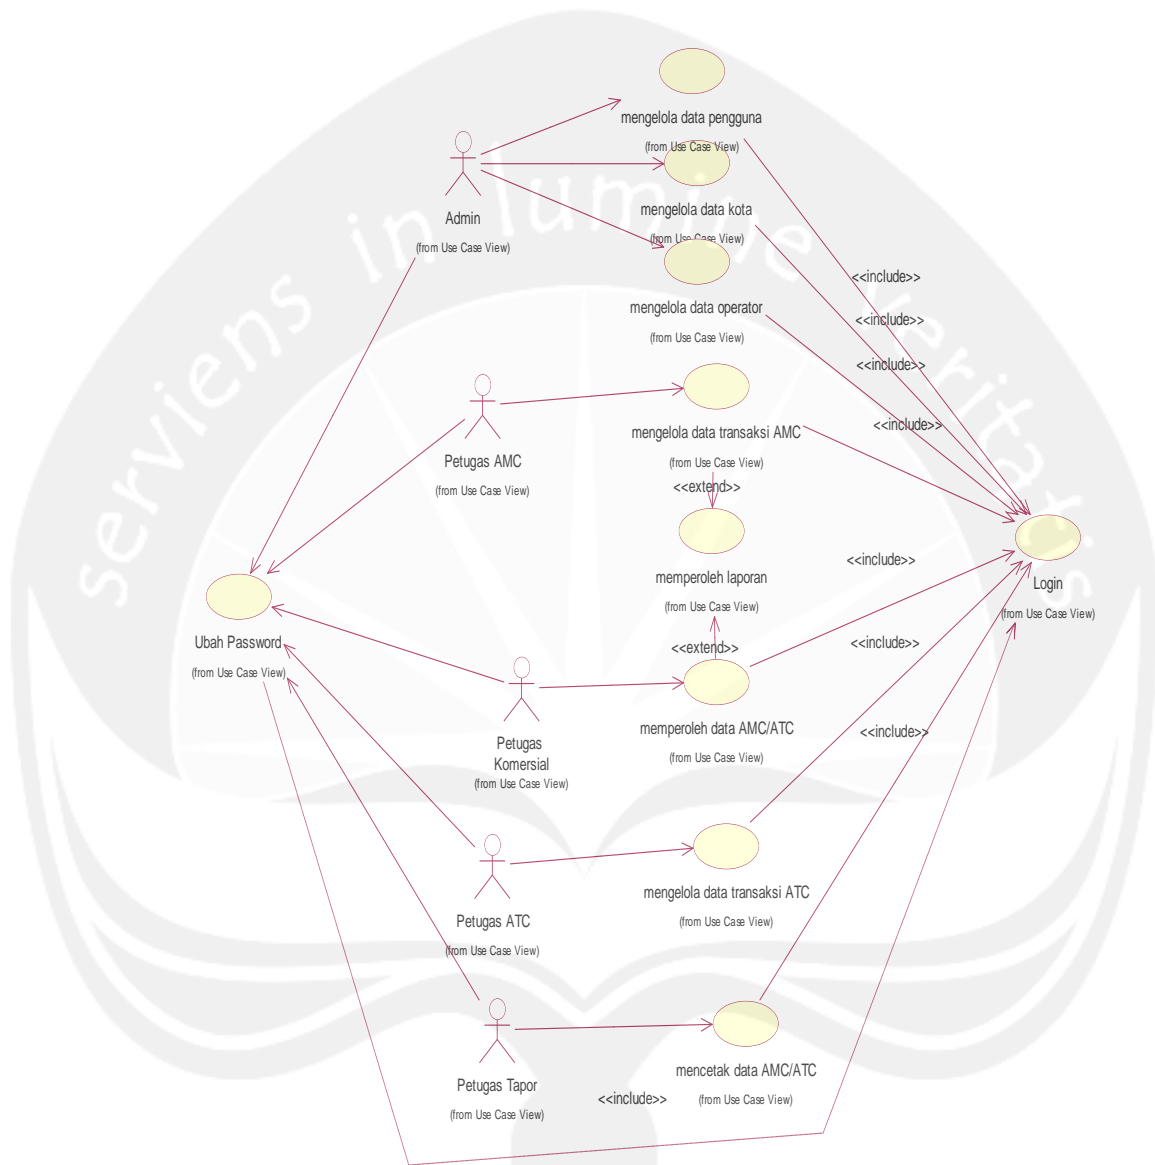 serviens in lumine veritatis
mengelola data pengguna
(from Use Case View)
Admin
(from Use Case View)
mengelola data kota
(from Use Case View)
<<include>>
mengelola data operator
(from Use Case View)
<<include>>
<<include>>
Petugas AMC
(from Use Case View)
mengelola data transaksi AMC
(from Use Case View)
<<include>>
<<extend>>
memperoleh laporan
(from Use Case View)
<<include>>
Login
(from Use Case View)
Ubah Password
(from Use Case View)
<<extend>>
<<include>>
Petugas
Komersial
(from Use Case View)
memperoleh data AMC/ATC
(from Use Case View)
<<include>>
Petugas ATC
(from Use Case View)
mengelola data transaksi ATC
(from Use Case View)
Petugas Tapor
(from Use Case View)
mencetak data AMC/ATC
(from Use Case View)
<<include>>